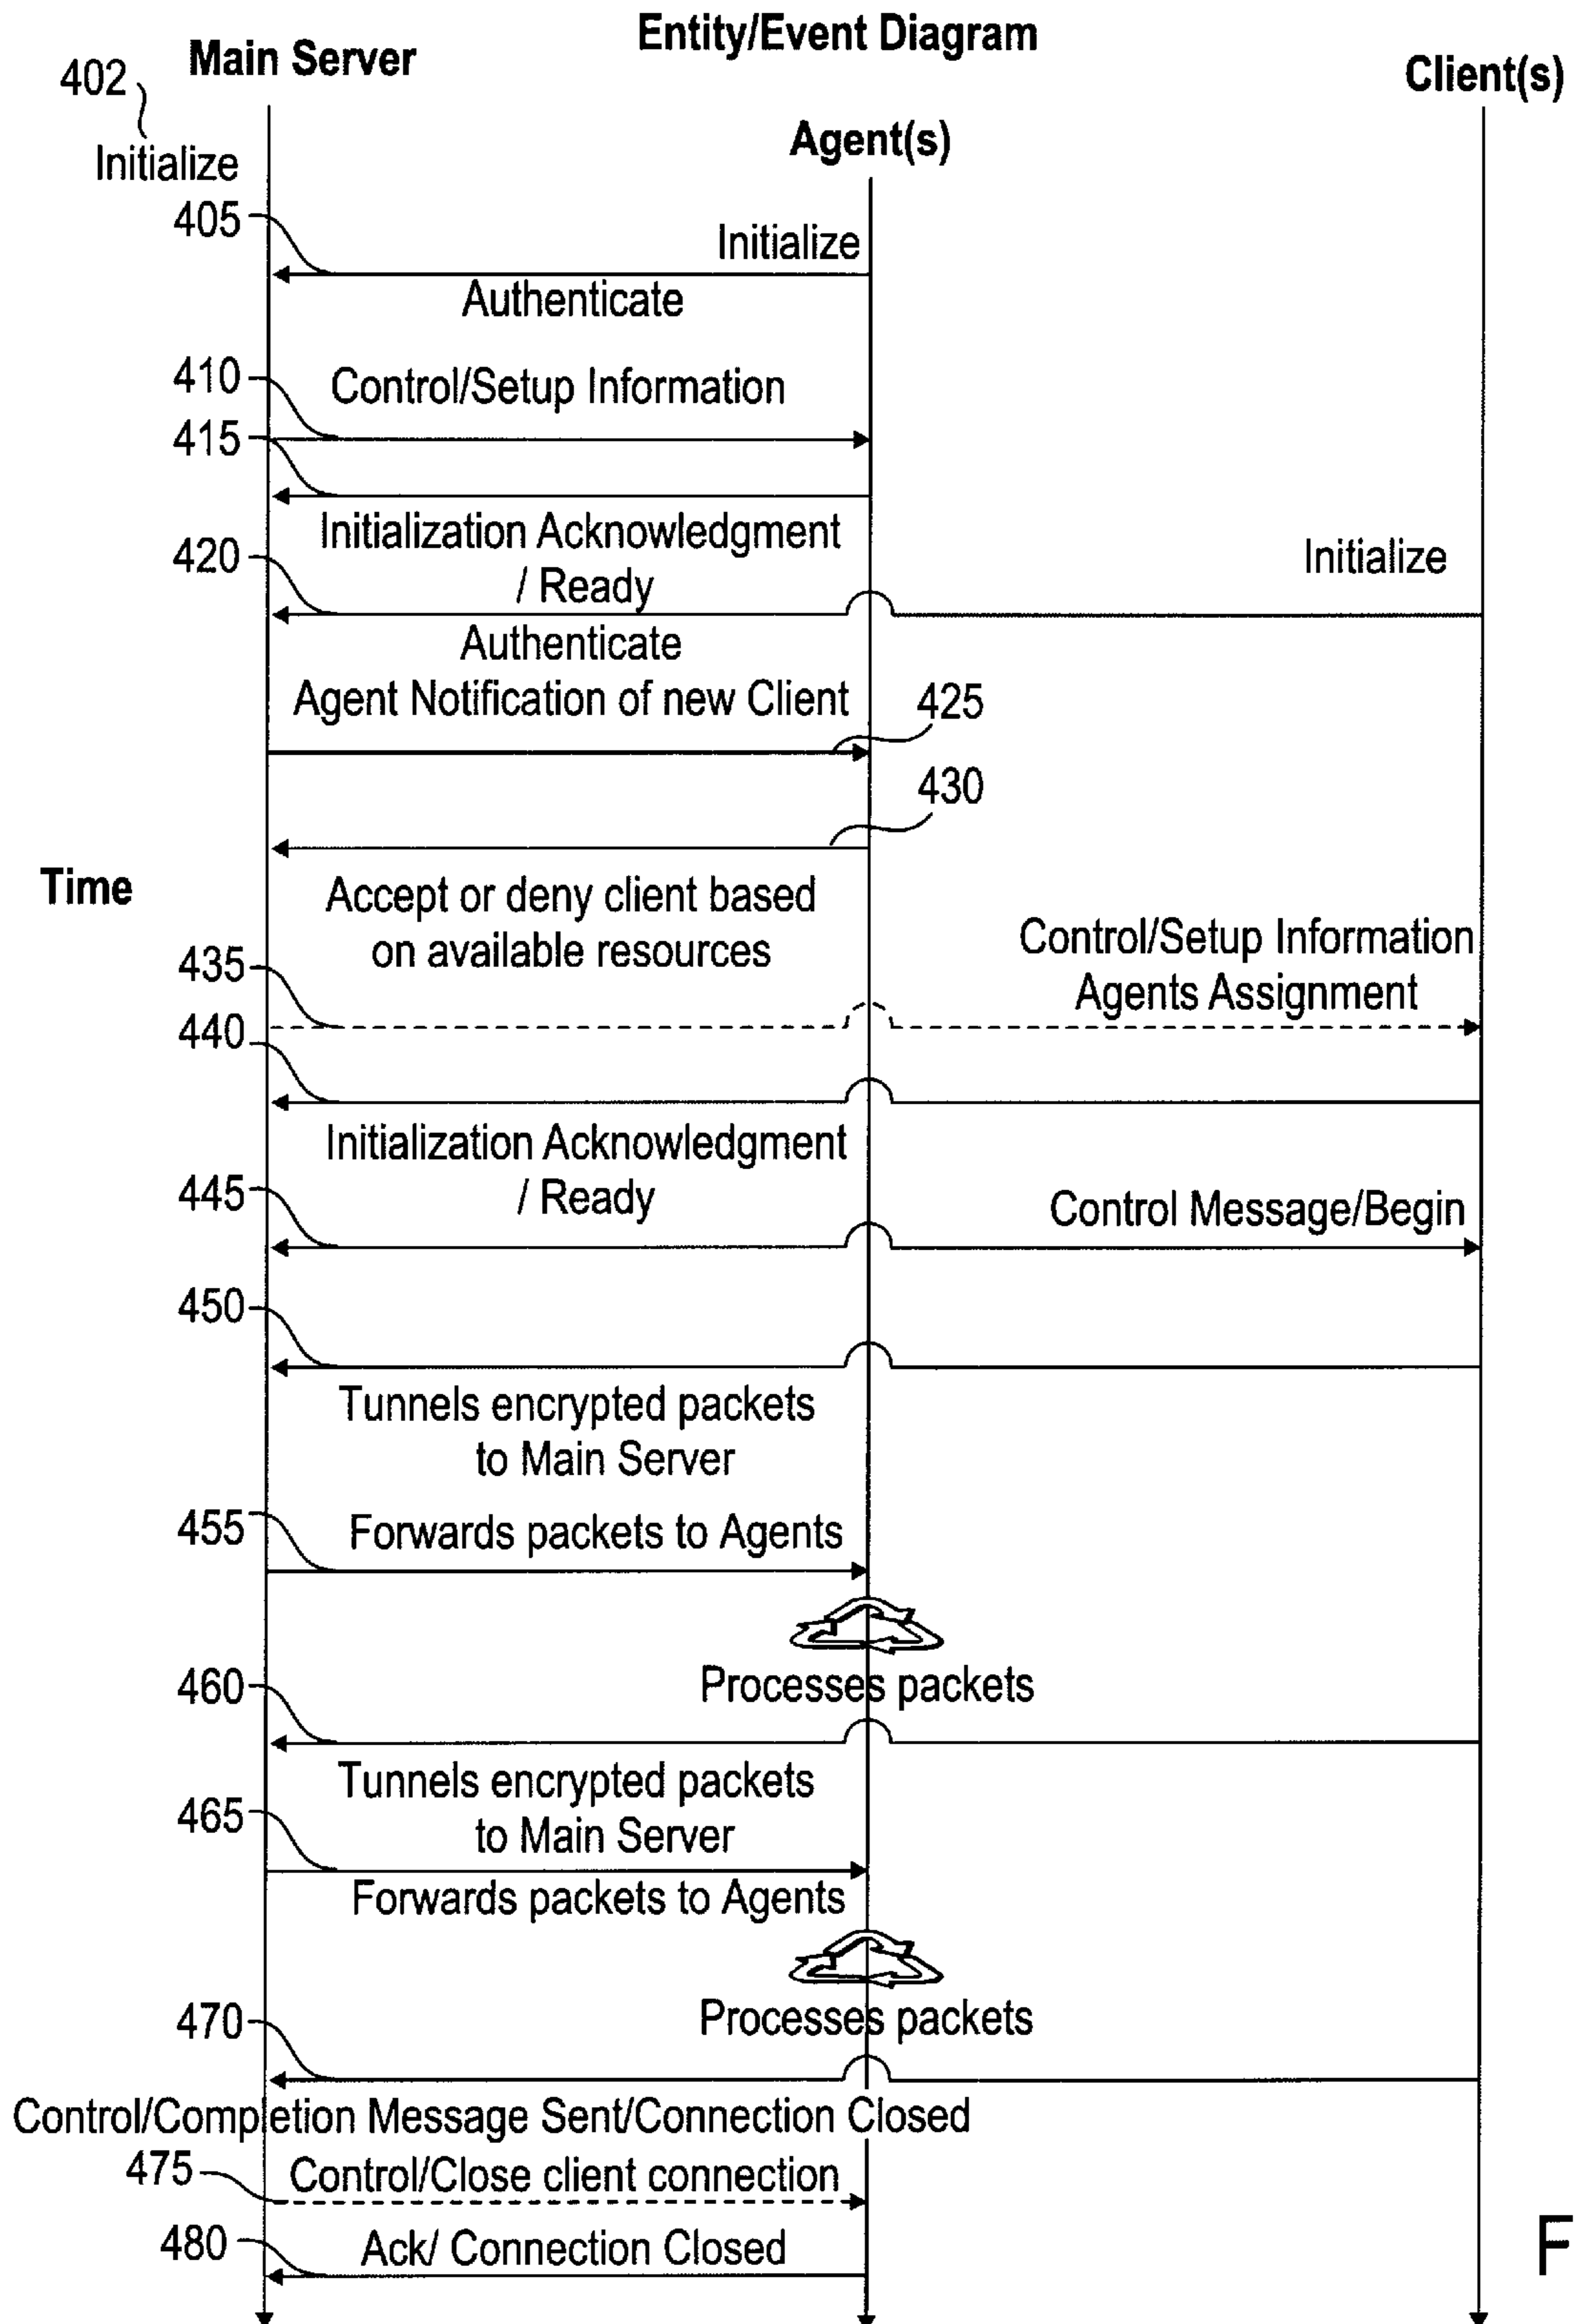 Entity/Event Diagram
Main Server
Client(s)
402
Agent(s)
Initialize
405
Initialize
Authenticate
410
Control/Setup Information
415
Initialization Acknowledgment
/ Ready
420
Initialize
Authenticate
Agent Notification of new Client
425
430
Time
Accept or deny client based
on available resources
Control/Setup Information
Agents Assignment
435
440
Initialization Acknowledgment
/ Ready
445
Control Message/Begin
450
Tunnels encrypted packets
to Main Server
455
Forwards packets to Agents
Processes packets
460
Tunnels encrypted packets
to Main Server
465
Forwards packets to Agents
Processes packets
470
Control/Completion Message Sent/Connection Closed
475
Control/Close client connection
480
Ack/ Connection Closed
F